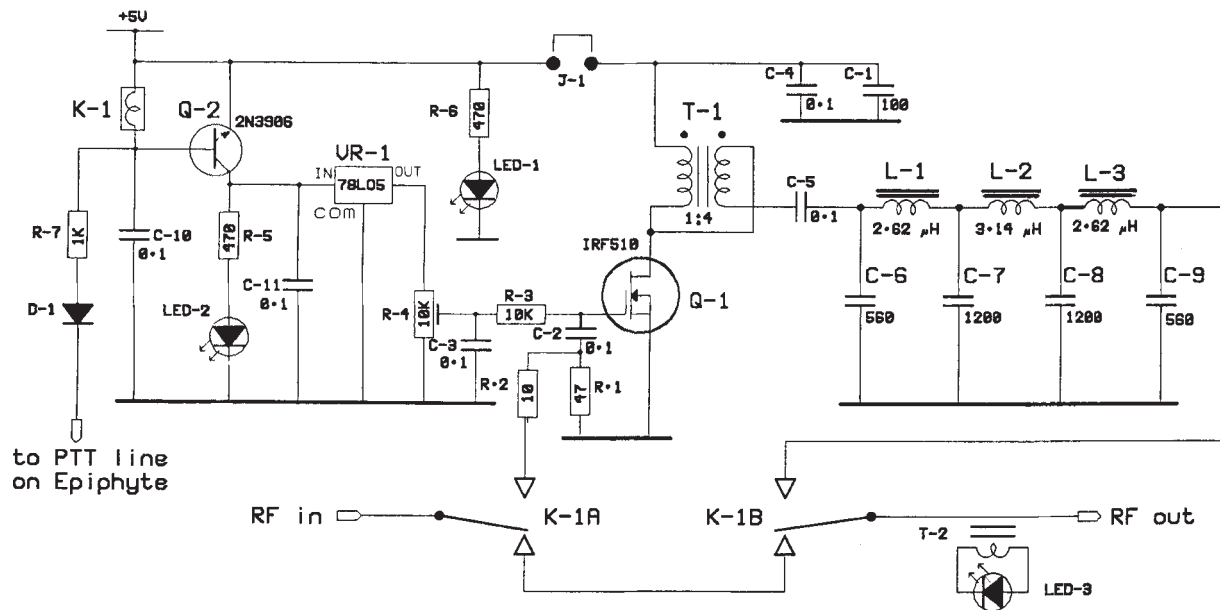 +5V
K-1
Q-2
2N3906
R-6
470
J-1
C-4
0.1
C-1
100
T-1
1:4
VR-1
IN
78L05
OUT
COM
LED-1
R-7
1K
C-10
0.1
470
R-5
C-11
0.1
D-1
LED-2
R-4
10K
C-3
0.1
R-3
10K
C-2
0.1
IRF510
Q-1
C-5
0.1
L-1
2.62 µH
L-2
3.14 µH
L-3
2.62 µH
C-6
560
C-7
1200
C-8
1200
C-9
560
R.2
10
47
R.1
to PTT line
on Epiphyte
RF in
K-1A
K-1B
RF out
T-2
LED-3